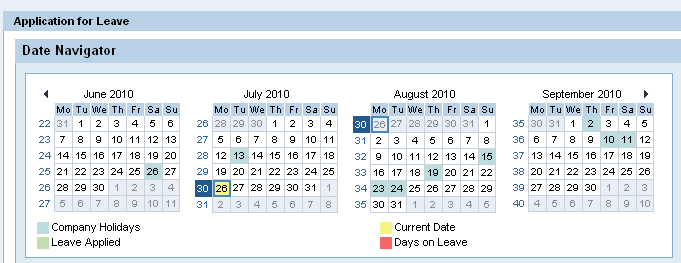 Application for Leave
Date Navigator
June 2010 July 2010 August 2010 September 2010
Mo Tu We Th Fr Sa Su Mo Tu We Th Fr Sa Su Mo Tu We Th Fr Sa Su Mo Tu We Th Fr Sa Su
22 31 1 2 3 4 5 6 26 28 29 30 1 2 3 4 30 26 27 28 29 30 31 1 35 30 31 1 2 3 4 5
23 7 8 9 10 11 12 13 27 5 6 7 8 9 10 11 31 2 3 4 5 6 7 8 36 6 7 8 9 10 11 12
24 14 15 16 17 18 19 20 28 12 13 14 15 16 17 18 32 9 10 11 12 13 14 15 37 13 14 15 16 17 18 19
25 21 22 23 24 25 26 27 29 19 20 21 22 23 24 25 33 16 17 18 19 20 21 22 38 20 21 22 23 24 25 26
26 28 29 30 1 2 3 4 30 26 27 28 29 30 31 1 34 23 24 25 26 27 28 29 39 27 28 29 30 1 2 3
27 5 6 7 8 9 10 11 31 2 3 4 5 6 7 8 35 30 31 1 2 3 4 5 40 4 5 6 7 8 9 10
Company Holidays Current Date
Leave Applied Days on Leave